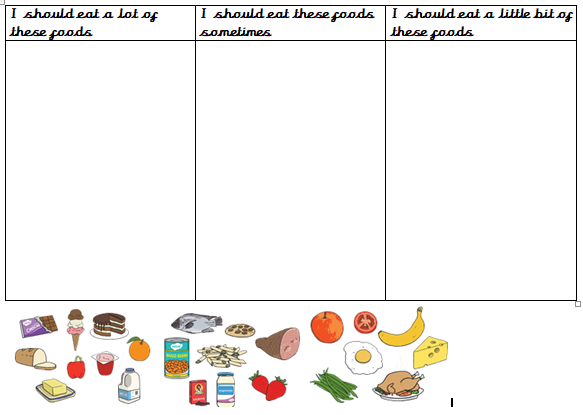 I should eat a lot of
these foods
I should eat these foods
sometimes
I should eat a little bit of
these foods